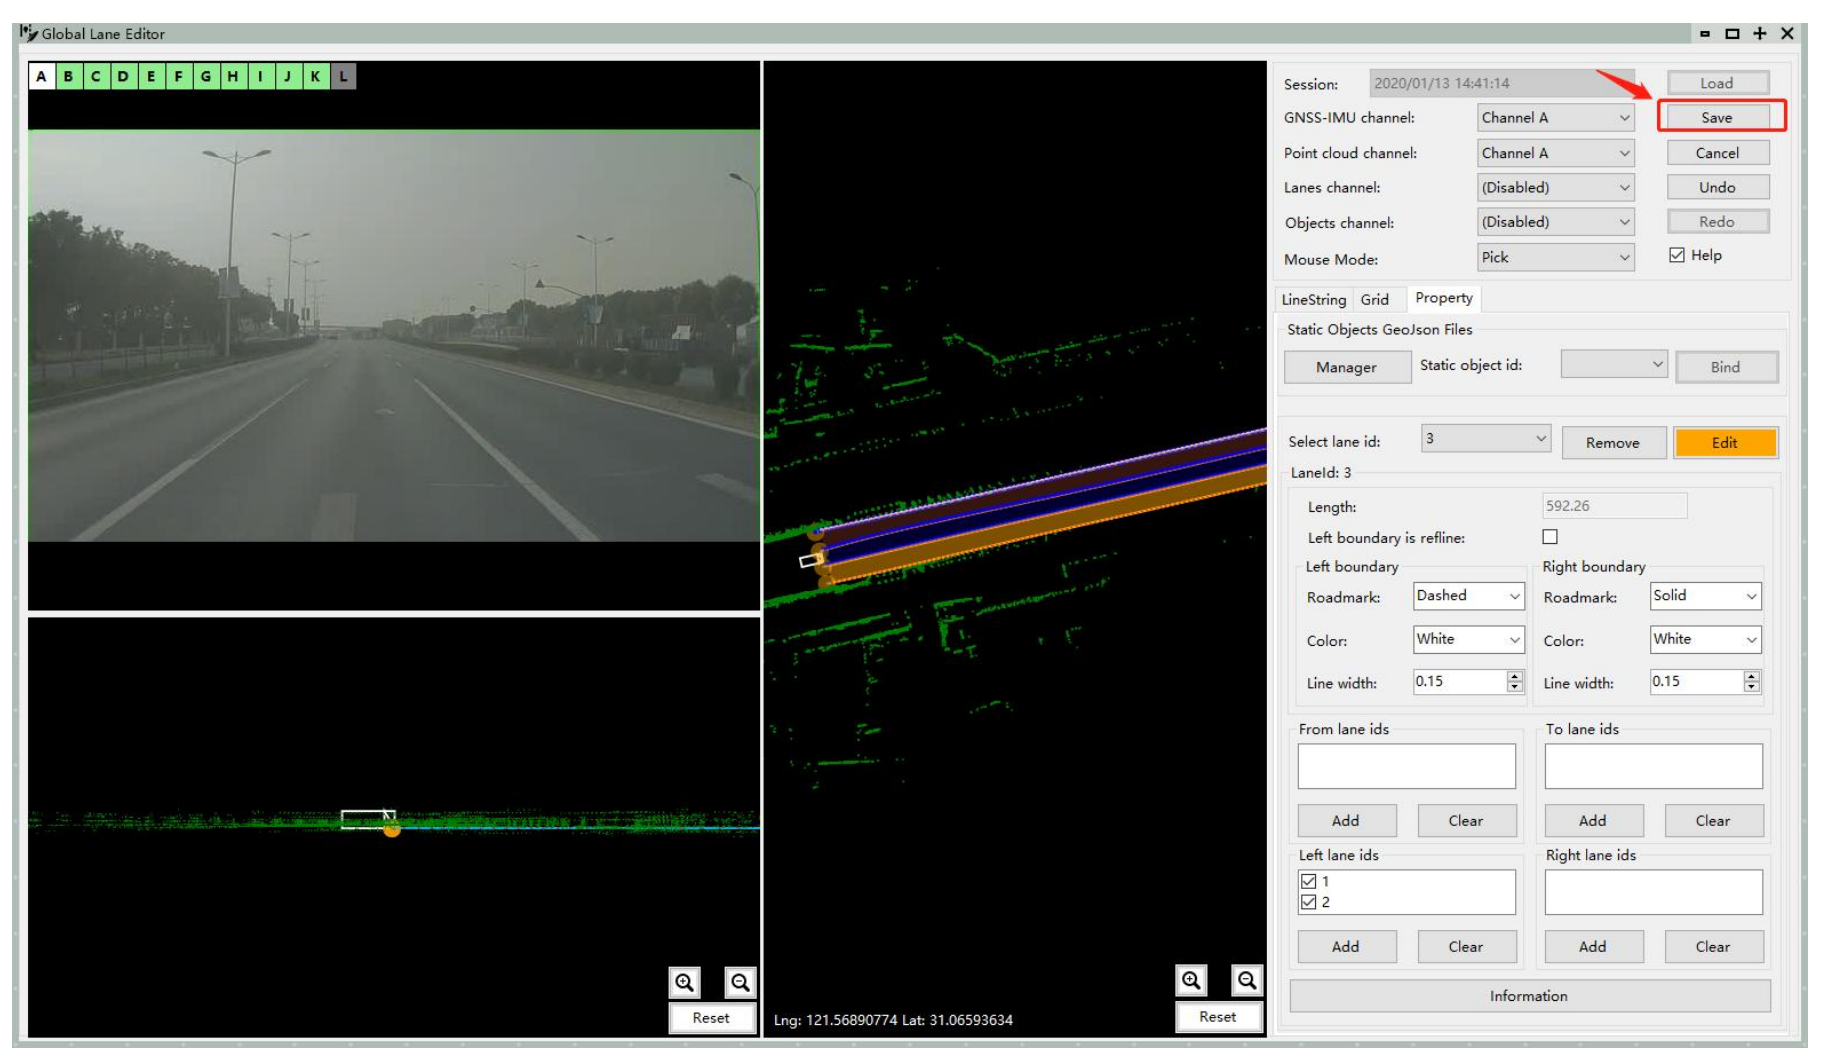 Global Lane Editor
A B C D E F G H I J K L
Session: 2020/01/13 14:41:14 Load
GNSS-IMU channel: Channel A Save
Point cloud channel: Channel A Cancel
Lanes channel: (Disabled) Undo
Objects channel: (Disabled) Redo
Mouse Mode: Pick Help
LineString Grid Property
Static Objects GeoJson Files
Manager Static object id: Bind
Select lane id: 3 Remove Edit
LaneId: 3
Length: 592.26
Left boundary is refline:
Left boundary Right boundary
Roadmark: Dashed Roadmark: Solid
Color: White Color: White
Line width: 0.15 Line width: 0.15
From lane ids To lane ids
Add Clear Add Clear
Left lane ids Right lane ids
1
2
Add Clear Add Clear
Information
Reset
Lng: 121.56890774 Lat: 31.06593634
Reset